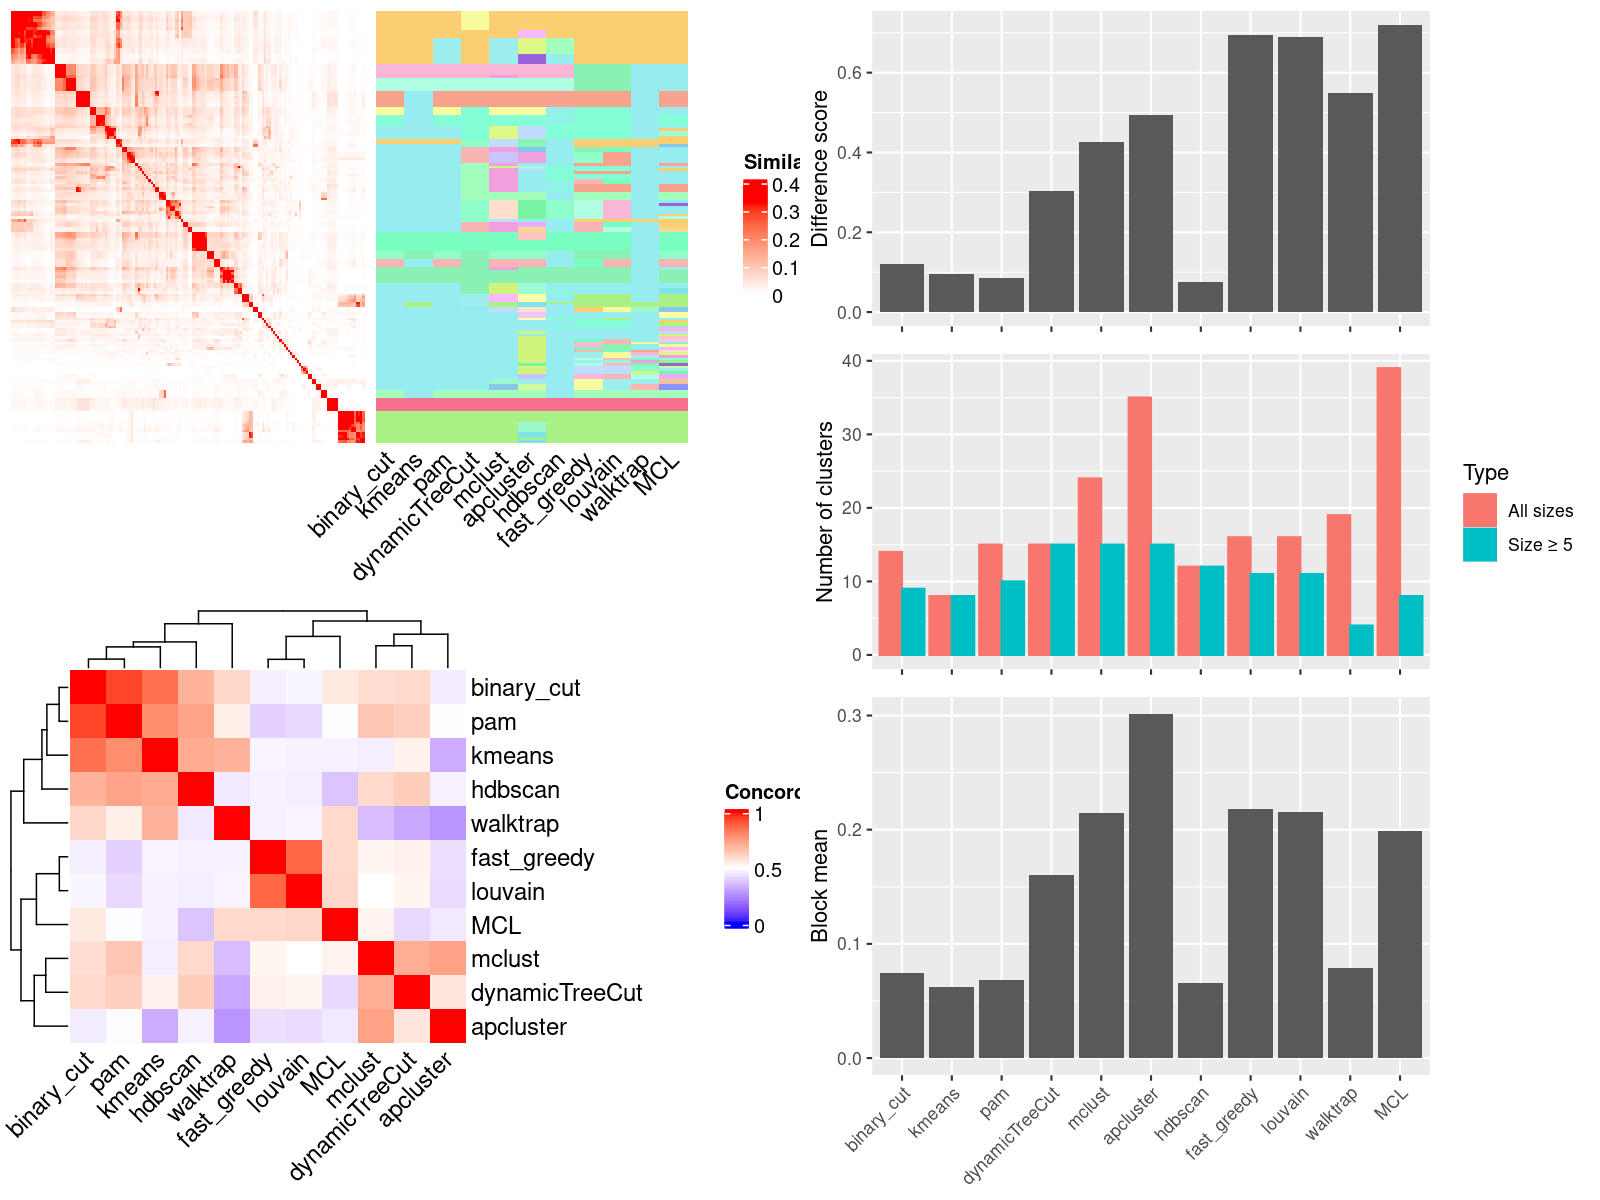 Simila
0.4
0.3
0.2
0.1
0
binary_cut
kmeans
pam
dynamicTreeCut
mclust
apcluster
hdbscan
fast_greedy
louvain
walktrap
MCL
binary_cut
pam
kmeans
hdbscan
walktrap
fast_greedy
louvain
MCL
mclust
dynamicTreeCut
apcluster
binary_cut
pam
kmeans
hdbscan
walktrap
fast_greedy
louvain
MCL
mclust
dynamicTreeCut
apcluster
Concord
1
0.5
0
Difference score
0.6
0.4
0.2
0.0
Number of clusters
40
30
20
10
0
Type
All sizes
Size ≥ 5
Block mean
0.3
0.2
0.1
0.0
binary_cut
kmeans
pam
dynamicTreeCut
mclust
apcluster
hdbscan
fast_greedy
louvain
walktrap
MCL